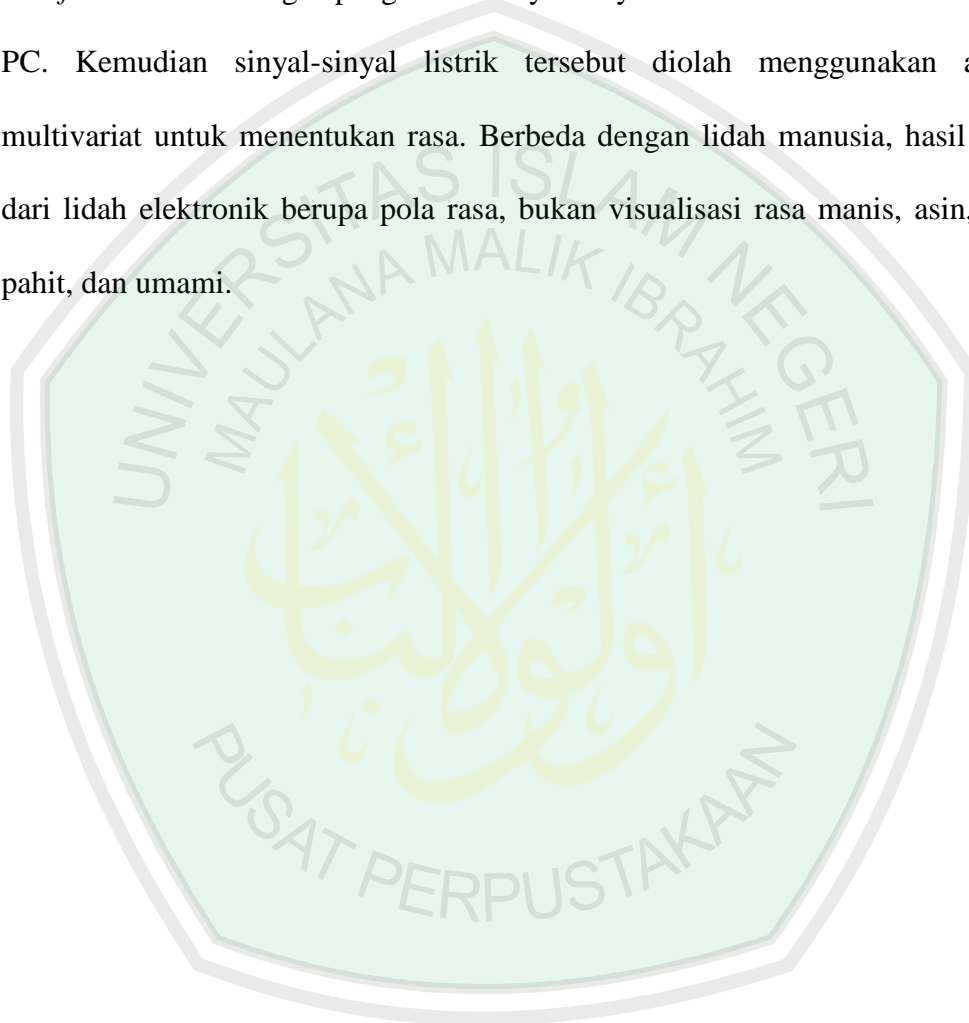 PC. Kemudian sinyal-sinyal listrik tersebut diolah menggunakan
multivariat untuk menentukan rasa. Berbeda dengan lidah manusia, hasil
dari lidah elektronik berupa pola rasa, bukan visualisasi rasa manis, asin,
pahit, dan umami.
UNIVERSITAS ISLAM NEGERI
MAULANA MALIK IBRAHIM
PUSAT PERPUSTAKAAN